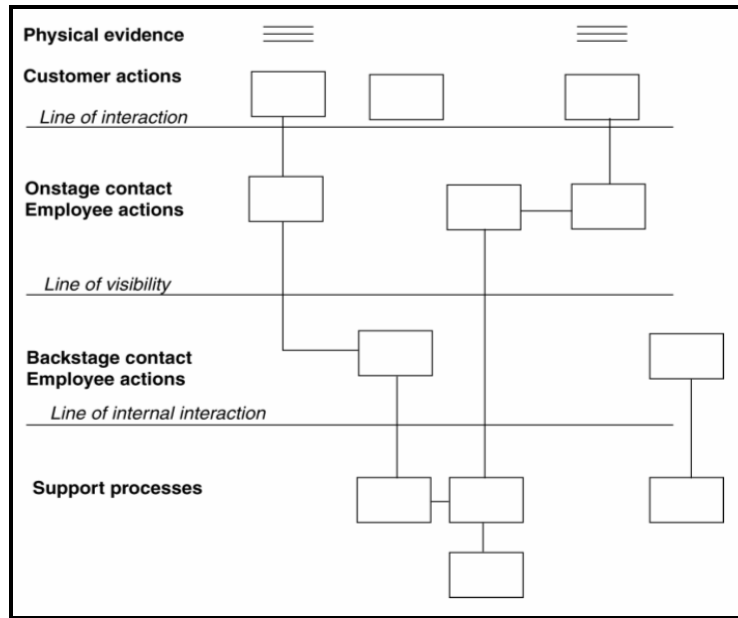 Physical evidence
Customer actions
Line of interaction
Onstage contact
Employee actions
Line of visibility
Backstage contact
Employee actions
Line of internal interaction
Support processes